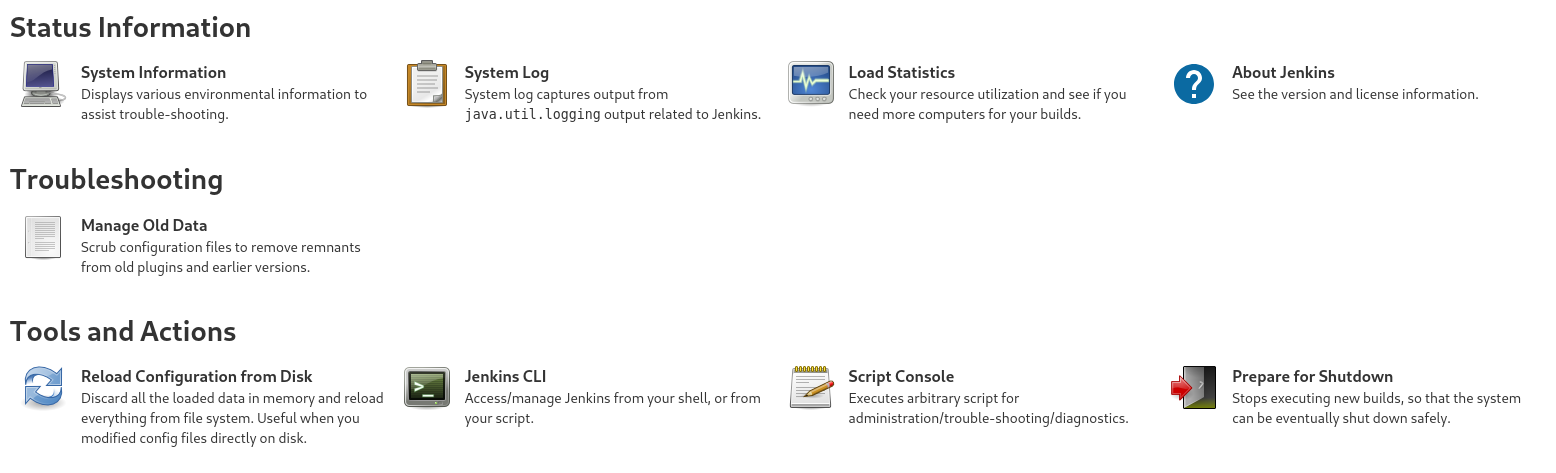 Status Information
System Information
Displays various environmental information to
assist trouble-shooting.
System Log
System log captures output from
java.util.logging output related to Jenkins.
Load Statistics
Check your resource utilization and see if you
need more computers for your builds.
About Jenkins
See the version and license information.
Troubleshooting
Manage Old Data
Scrub configuration files to remove remnants
from old plugins and earlier versions.
Tools and Actions
Reload Configuration from Disk
Discard all the loaded data in memory and reload
everything from file system. Useful when you
modified config files directly on disk.
Jenkins CLI
Access/manage Jenkins from your shell, or from
your script.
Script Console
Executes arbitrary script for
administration/trouble-shooting/diagnostics.
Prepare for Shutdown
Stops executing new builds, so that the system
can be eventually shut down safely.